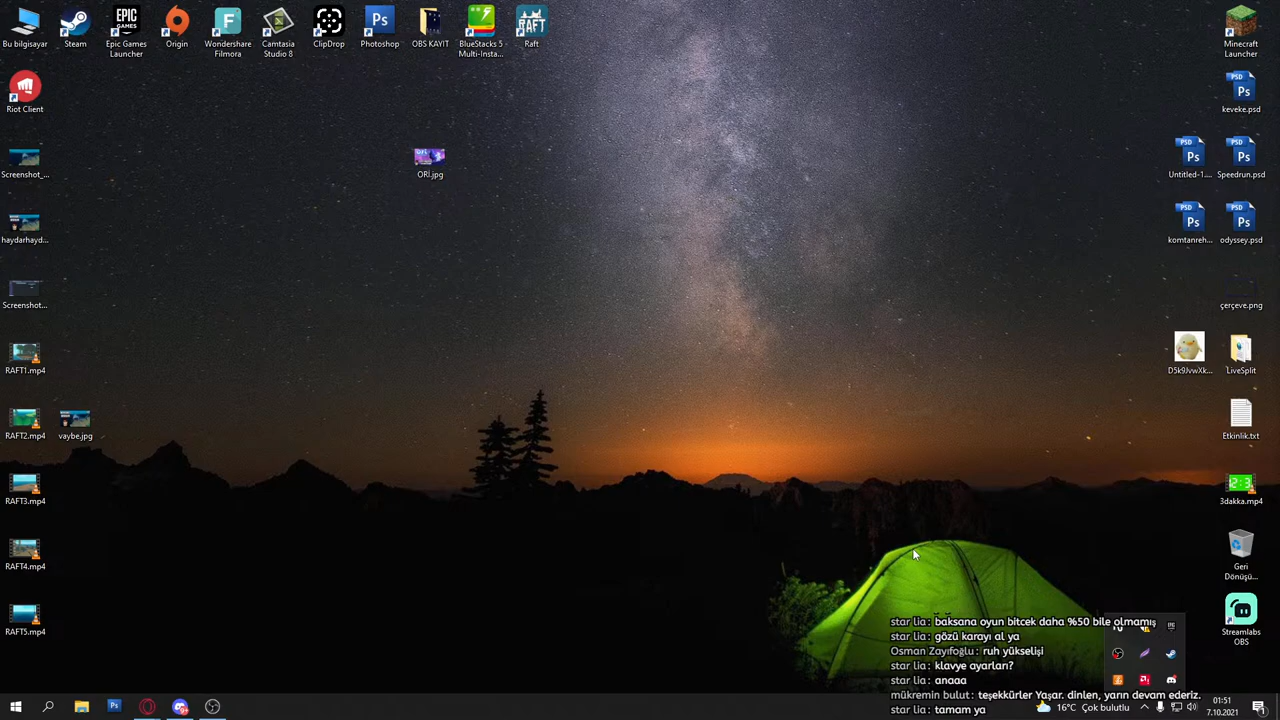 Bu bilgisayar
Steam
Epic Games
Launcher
Origin
Wondershare
Filmora
Camtasia
Studio 8
ClipDrop
Photoshop
OBS KAYIT
BlueStacks 5 -
Multi-Insta...
Raft
Minecraft
Launcher
Riot Client
keveke.psd
ORİ.jpg
Screenshot_...
Untitled-1....
Speedrun.psd
haydarhayd...
komtanreh...
odyssey.psd
Screenshot...
çerçeve.png
RAFT1.mp4
D5k9JvwXk...
LiveSplit
RAFT2.mp4
vaybe.jpg
Etkinlik.txt
RAFT3.mp4
3dakka.mp4
RAFT4.mp4
Geri
Dönüşü...
RAFT5.mp4
Streamlabs
OBS
star lia : baksana oyun bitcek daha %50 bile olmamış
star lia : gözü karayı al ya
Osman Zayıfoğlu : ruh yükselişi
star lia : klavye ayarları?
star lia : anaaa
mükremin bulut : teşekkürler Yaşar. dinlen, yarın devam ederiz.
star lia : tamam ya
16°C Çok bulutlu
01:51
7.10.2021